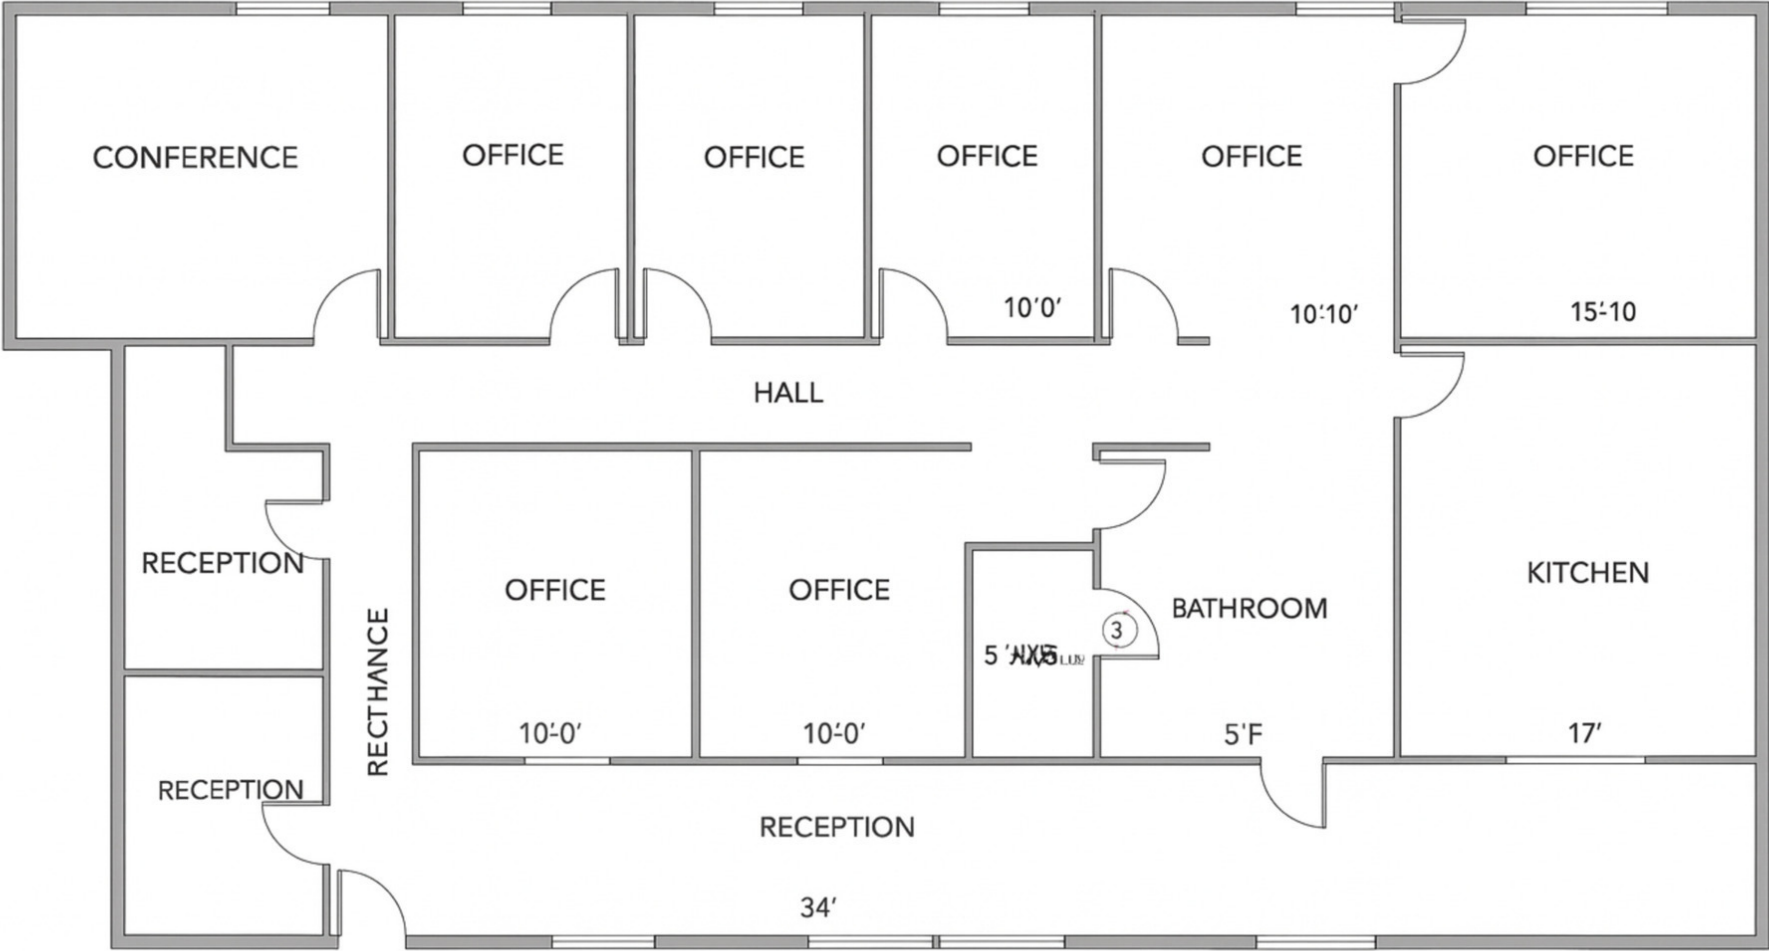 CONFERENCE
OFFICE
OFFICE
OFFICE
OFFICE
OFFICE
10'0'
10'10'
15'-10
HALL
RECEPTION
OFFICE
OFFICE
KITCHEN
BATHROOM
3
5'
RECTHANCE
10'-0'
10'-0'
5'F
17'
RECEPTION
RECEPTION
34'